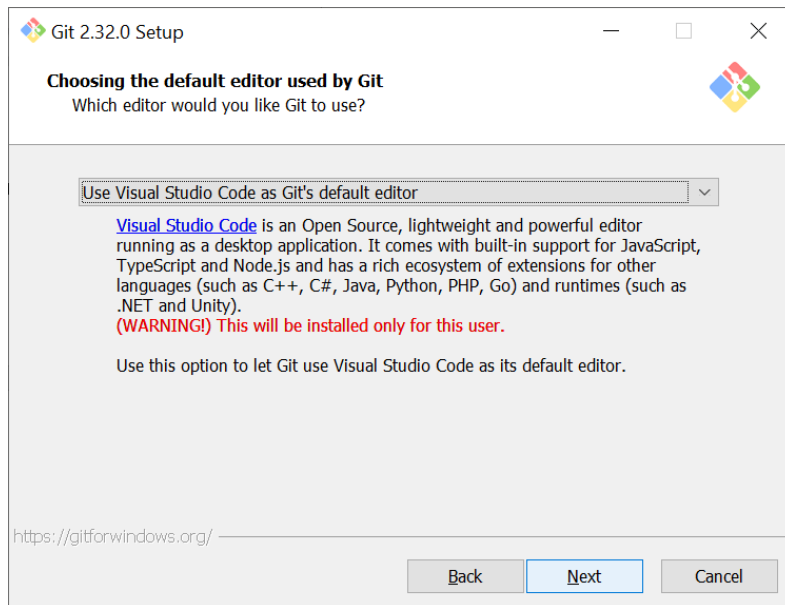 Git 2.32.0 Setup
Choosing the default editor used by Git
Which editor would you like Git to use?
Use Visual Studio Code as Git's default editor
Visual Studio Code is an Open Source, lightweight and powerful editor
running as a desktop application. It comes with built-in support for JavaScript,
TypeScript and Node.js and has a rich ecosystem of extensions for other
languages (such as C++, C#, Java, Python, PHP, Go) and runtimes (such as
.NET and Unity).
(WARNING!) This will be installed only for this user.
Use this option to let Git use Visual Studio Code as its default editor.
https://gitforwindows.org/
Back Next Cancel